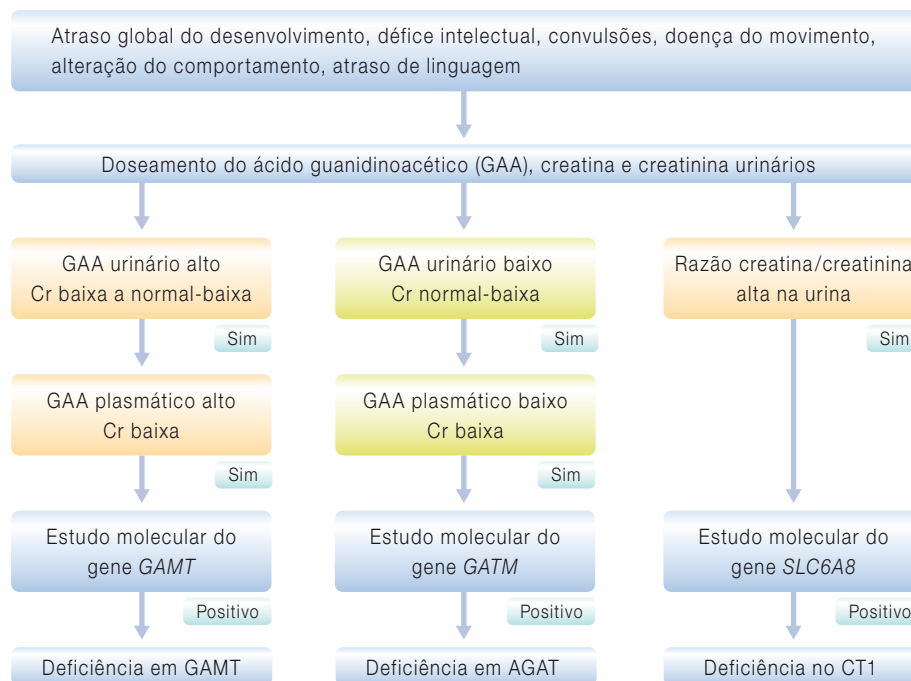 Atraso global do desenvolvimento, défice intelectual, convulsões, doença do movimento,
alteração do comportamento, atraso de linguagem
Doseamento do ácido guanidinoacético (GAA), creatina e creatinina urinários
GAA urinário alto
Cr baixa a normal-baixa
Sim
GAA plasmático alto
Cr baixa
Sim
Estudo molecular do
gene GAMT
Positivo
Deficiência em GAMT
GAA urinário baixo
Cr normal-baixa
Sim
GAA plasmático baixo
Cr baixa
Sim
Estudo molecular do
gene GATM
Positivo
Deficiência em AGAT
Razão creatina/creatinina
alta na urina
Sim
Estudo molecular do
gene SLC6A8
Positivo
Deficiência no CT1